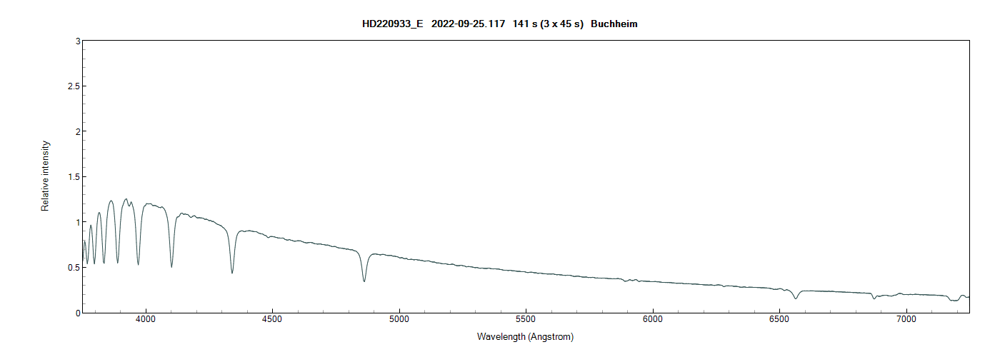 HD220933_E 2022-09-25.117 141 s (3 x 45 s) Buchheim
3
2.5
2
1.5
1
0.5
0
Relative intensity
4000 4500 5000 5500 6000 6500 7000
Wavelength (Angstrom)